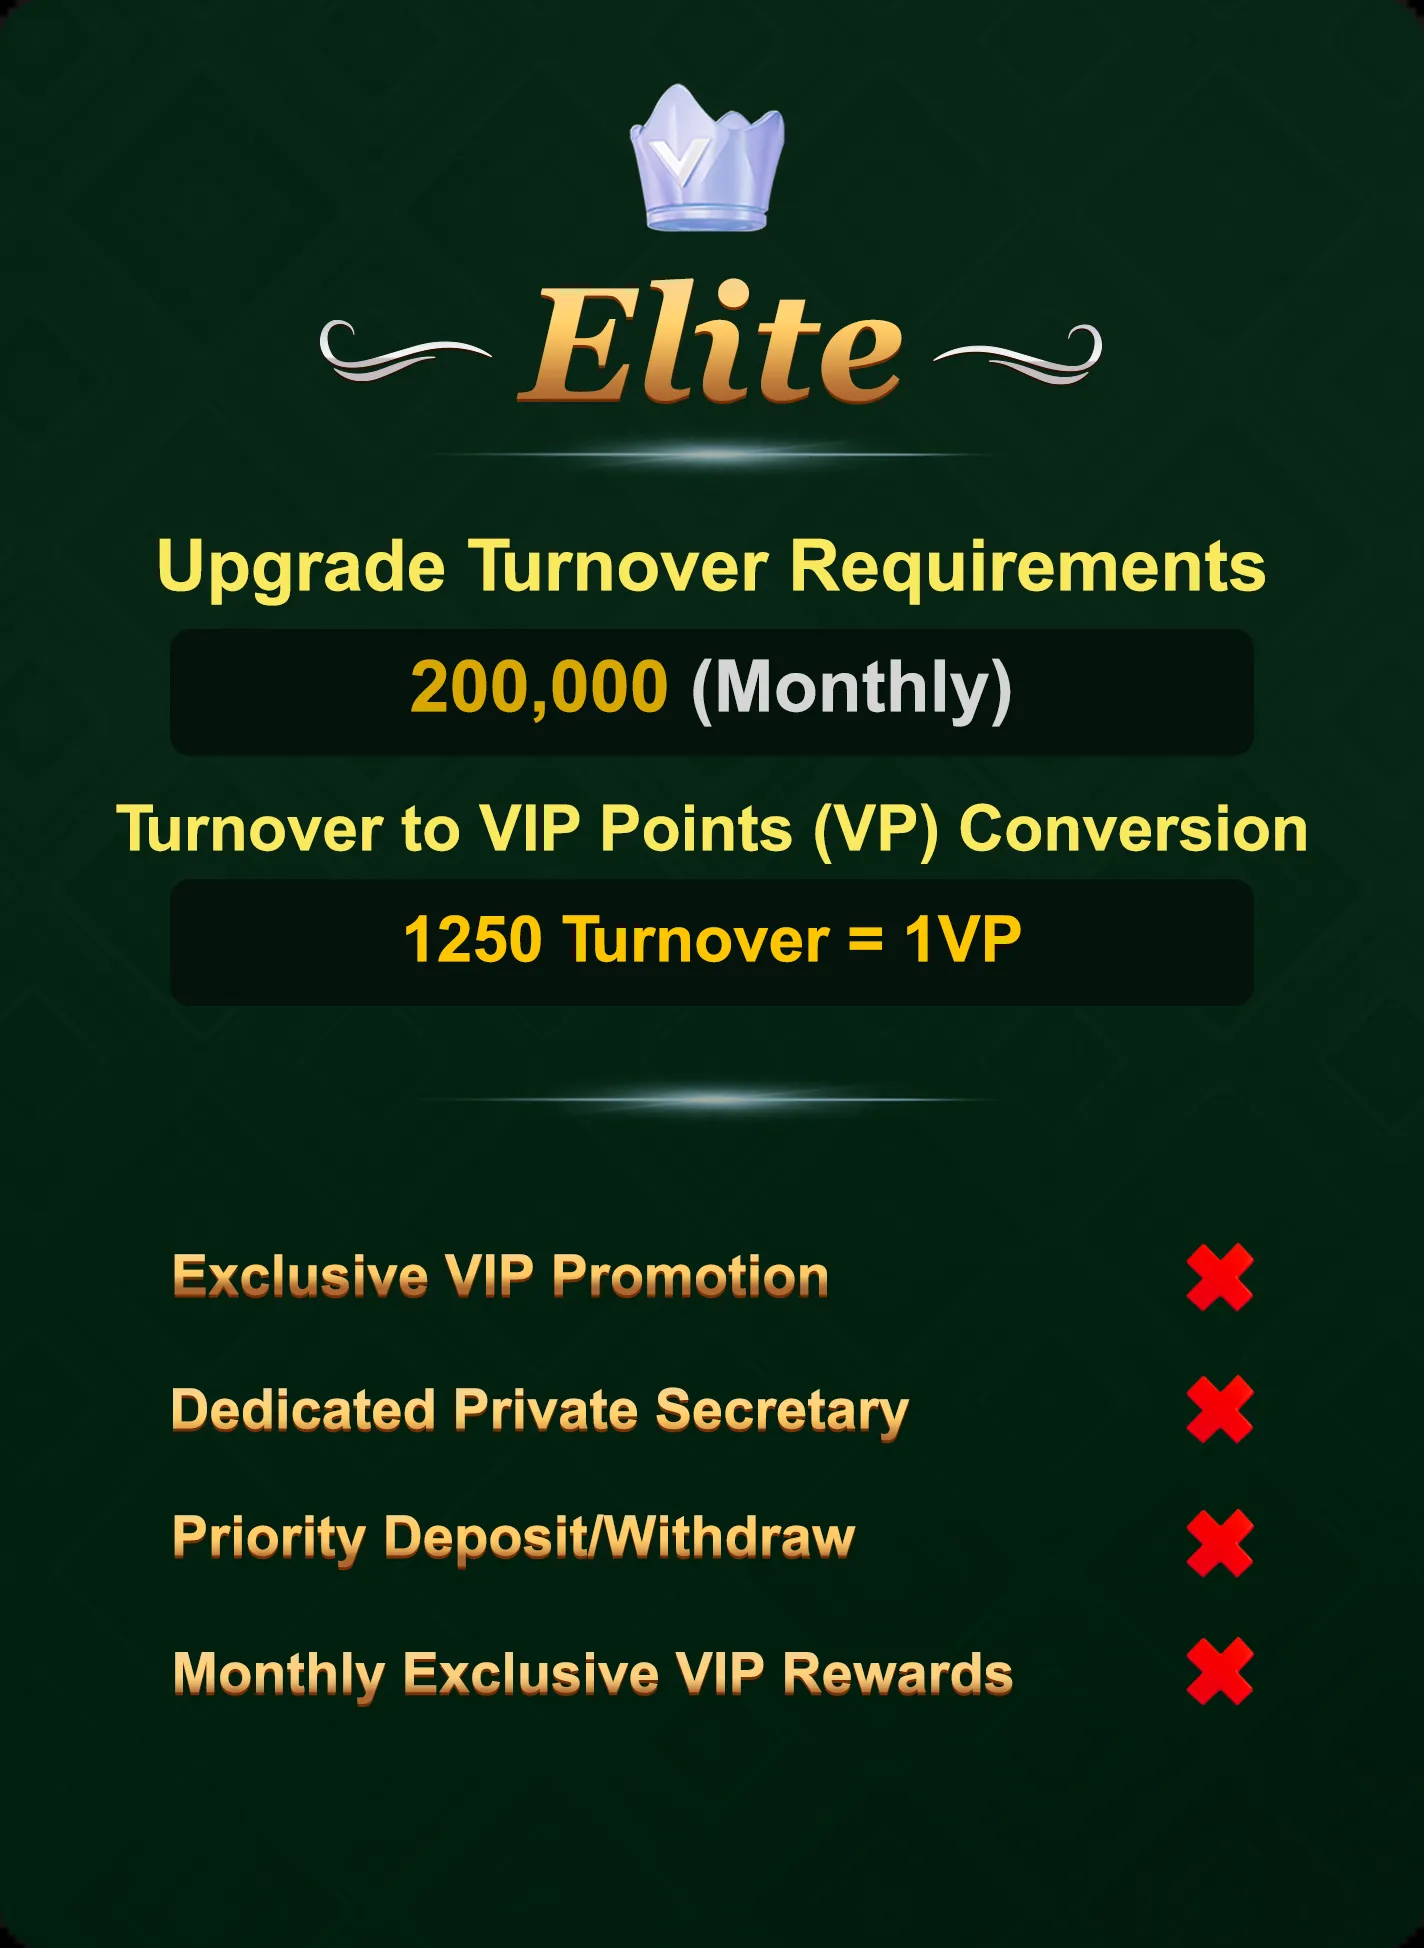 V
Elite
Upgrade Turnover Requirements
200,000 (Monthly)
Turnover to VIP Points (VP) Conversion
1250 Turnover = 1VP
Exclusive VIP Promotion
Dedicated Private Secretary
Priority Deposit/Withdraw
Monthly Exclusive VIP Rewards